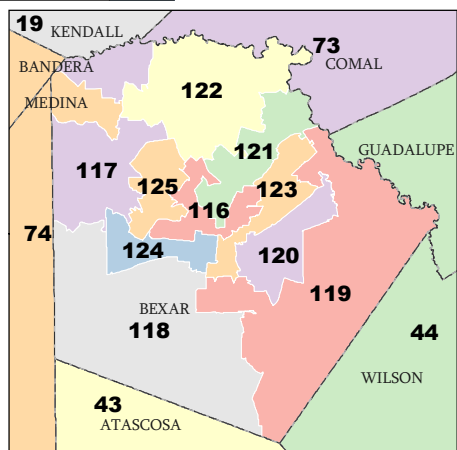 19 KENDALL
73
COMAL
BANDERA
122
MEDINA
121
GUADALUPE
117
125
123
116
74
124
120
119
BEXAR
118
44
WILSON
43
ATASCOSA